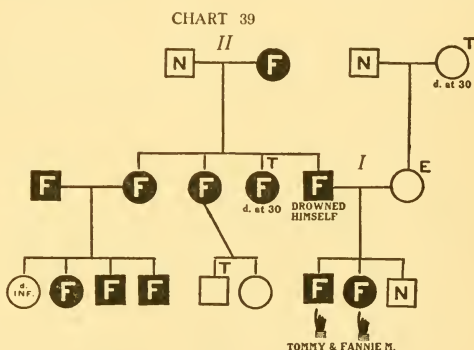 CHART 39
II
N F N T
d. at 30
T I E
F F F F F
d. at 30 DROWNED
HIMSELF
d.
INF. F F F T F F N
TOMMY & FANNIE M.